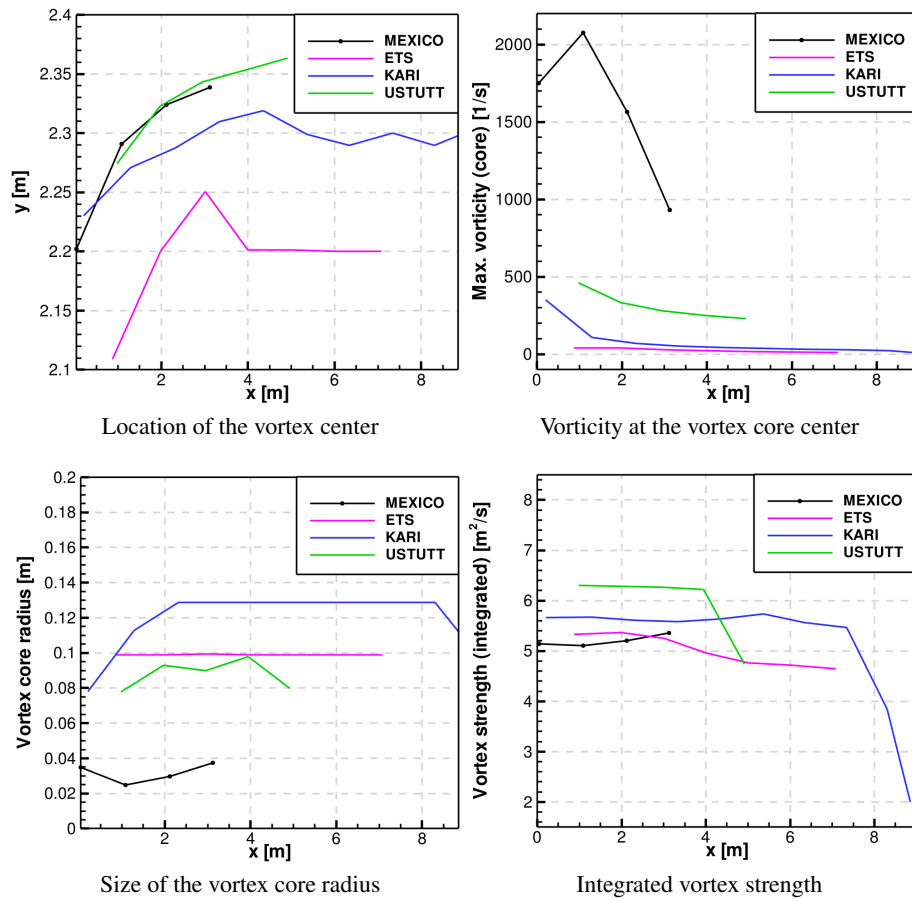 2.4
2.35
2.3
2.25
2.2
2.15
2.1
y [m]
2 4 6 8
x [m]
MEXICO
ETS
KARI
USTUTT
Location of the vortex center
2000
1500
1000
500
0
Max. vorticity (core) [1/s]
0 2 4 6 8
x [m]
MEXICO
ETS
KARI
USTUTT
Vorticity at the vortex core center
0.2
0.18
0.16
0.14
0.12
0.1
0.08
0.06
0.04
0.02
0
Vortex core radius [m]
2 4 6 8
x [m]
MEXICO
ETS
KARI
USTUTT
Size of the vortex core radius
8
7
6
5
4
3
2
Vortex strength (integrated) [m²/s]
0 2 4 6 8
x [m]
MEXICO
ETS
KARI
USTUTT
Integrated vortex strength